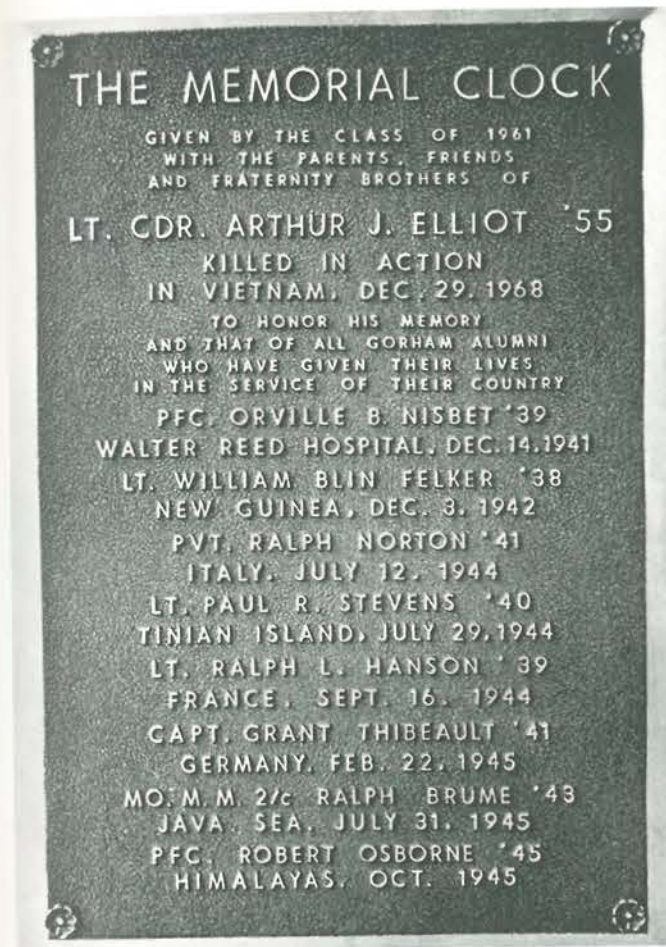 THE MEMORIAL CLOCK
GIVEN BY THE CLASS OF 1961
WITH THE PARENTS, FRIENDS
AND FRATERNITY BROTHERS OF
LT. CDR. ARTHUR J. ELLIOT '55
KILLED IN ACTION
IN VIETNAM, DEC. 29. 1968
TO HONOR HIS MEMORY
AND THAT OF ALL GORHAM ALUMNI
WHO HAVE GIVEN THEIR LIVES
IN THE SERVICE OF THEIR COUNTRY
PFC. ORVILLE B. NISBET '39
WALTER REED HOSPITAL, DEC. 14. 1941
LT. WILLIAM BLIN FELKER '38
NEW GUINEA, DEC. 3. 1942
PVT. RALPH NORTON '41
ITALY, JULY 12. 1944
LT. PAUL R. STEVENS '40
TINIAN ISLAND, JULY 29. 1944
LT. RALPH L. HANSON '39
FRANCE, SEPT. 16. 1944
CAPT. GRANT THIBEAULT '41
GERMANY, FEB. 22. 1945
MO. M. M. 2/c RALPH BRUME '43
JAVA SEA, JULY 31. 1945
PFC. ROBERT OSBORNE '45
HIMALAYAS, OCT. 1945